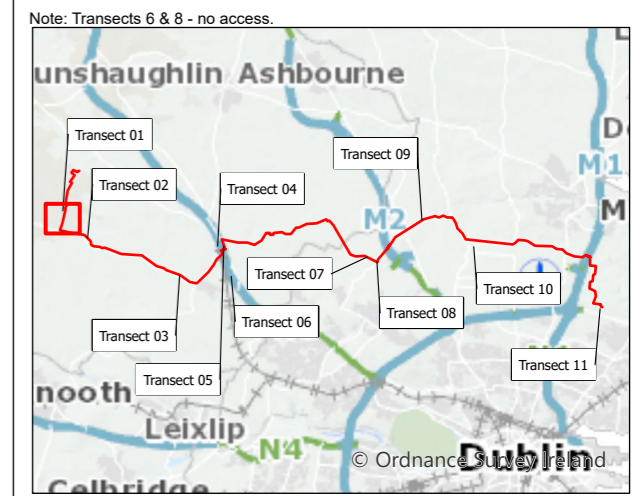 Note: Transects 6 & 8 - no access.
unshaughlin Ashbourne
Transect 01
Transect 09
M1
Transect 02
Transect 04
M
M2
Transect 07
Transect 10
Transect 08
Transect 06
Transect 03
Transect 11
Transect 05
nooth
Leixlip
N4
Dublin
© Ordnance Survey Ireland
Celbridge